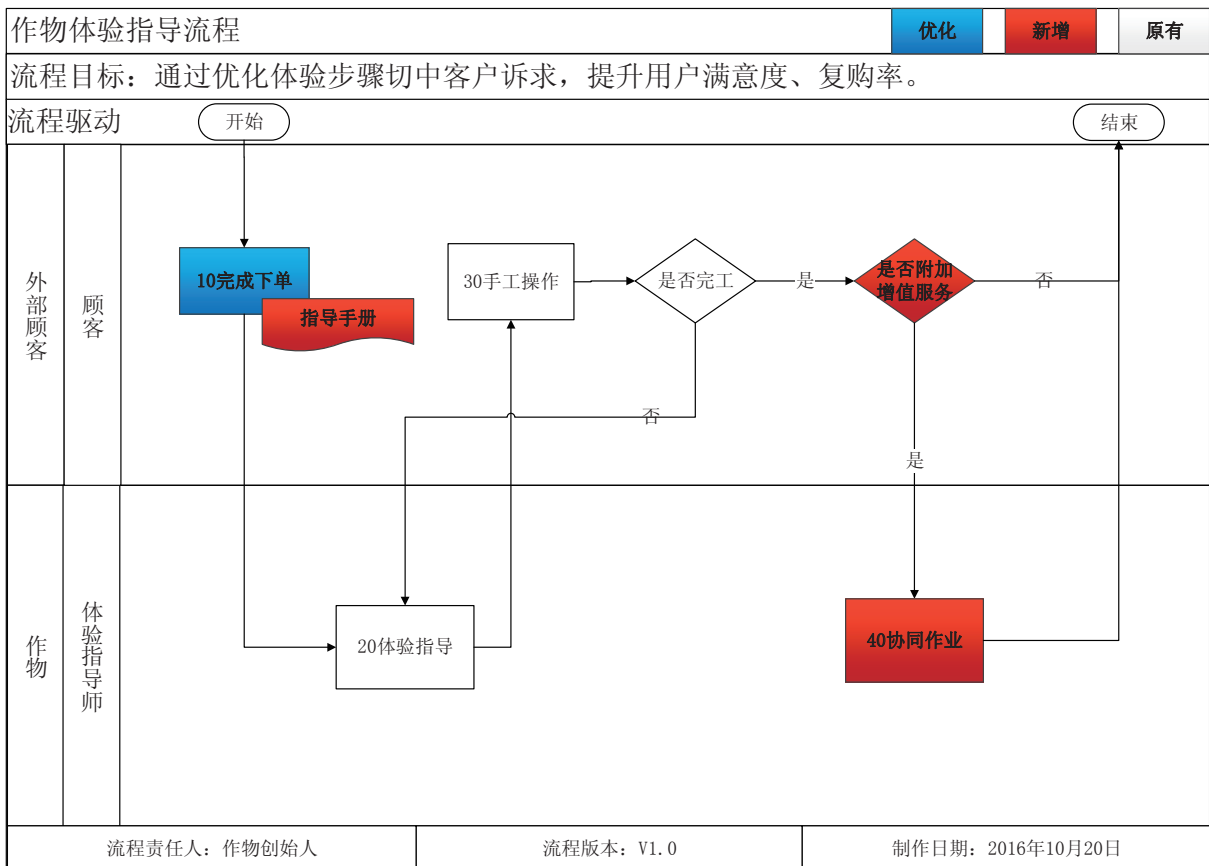 作物体验指导流程
优化
新增
原有
流程目标：通过优化体验步骤切中客户诉求，提升用户满意度、复购率。
流程驱动
开始
结束
外部顾客
顾客
10完成下单
指导手册
30手工操作
是否完工
是
是否附加
增值服务
否
否
是
作物
体验指导师
20体验指导
40协同作业
流程责任人：作物创始人
流程版本：V1.0
制作日期：2016年10月20日